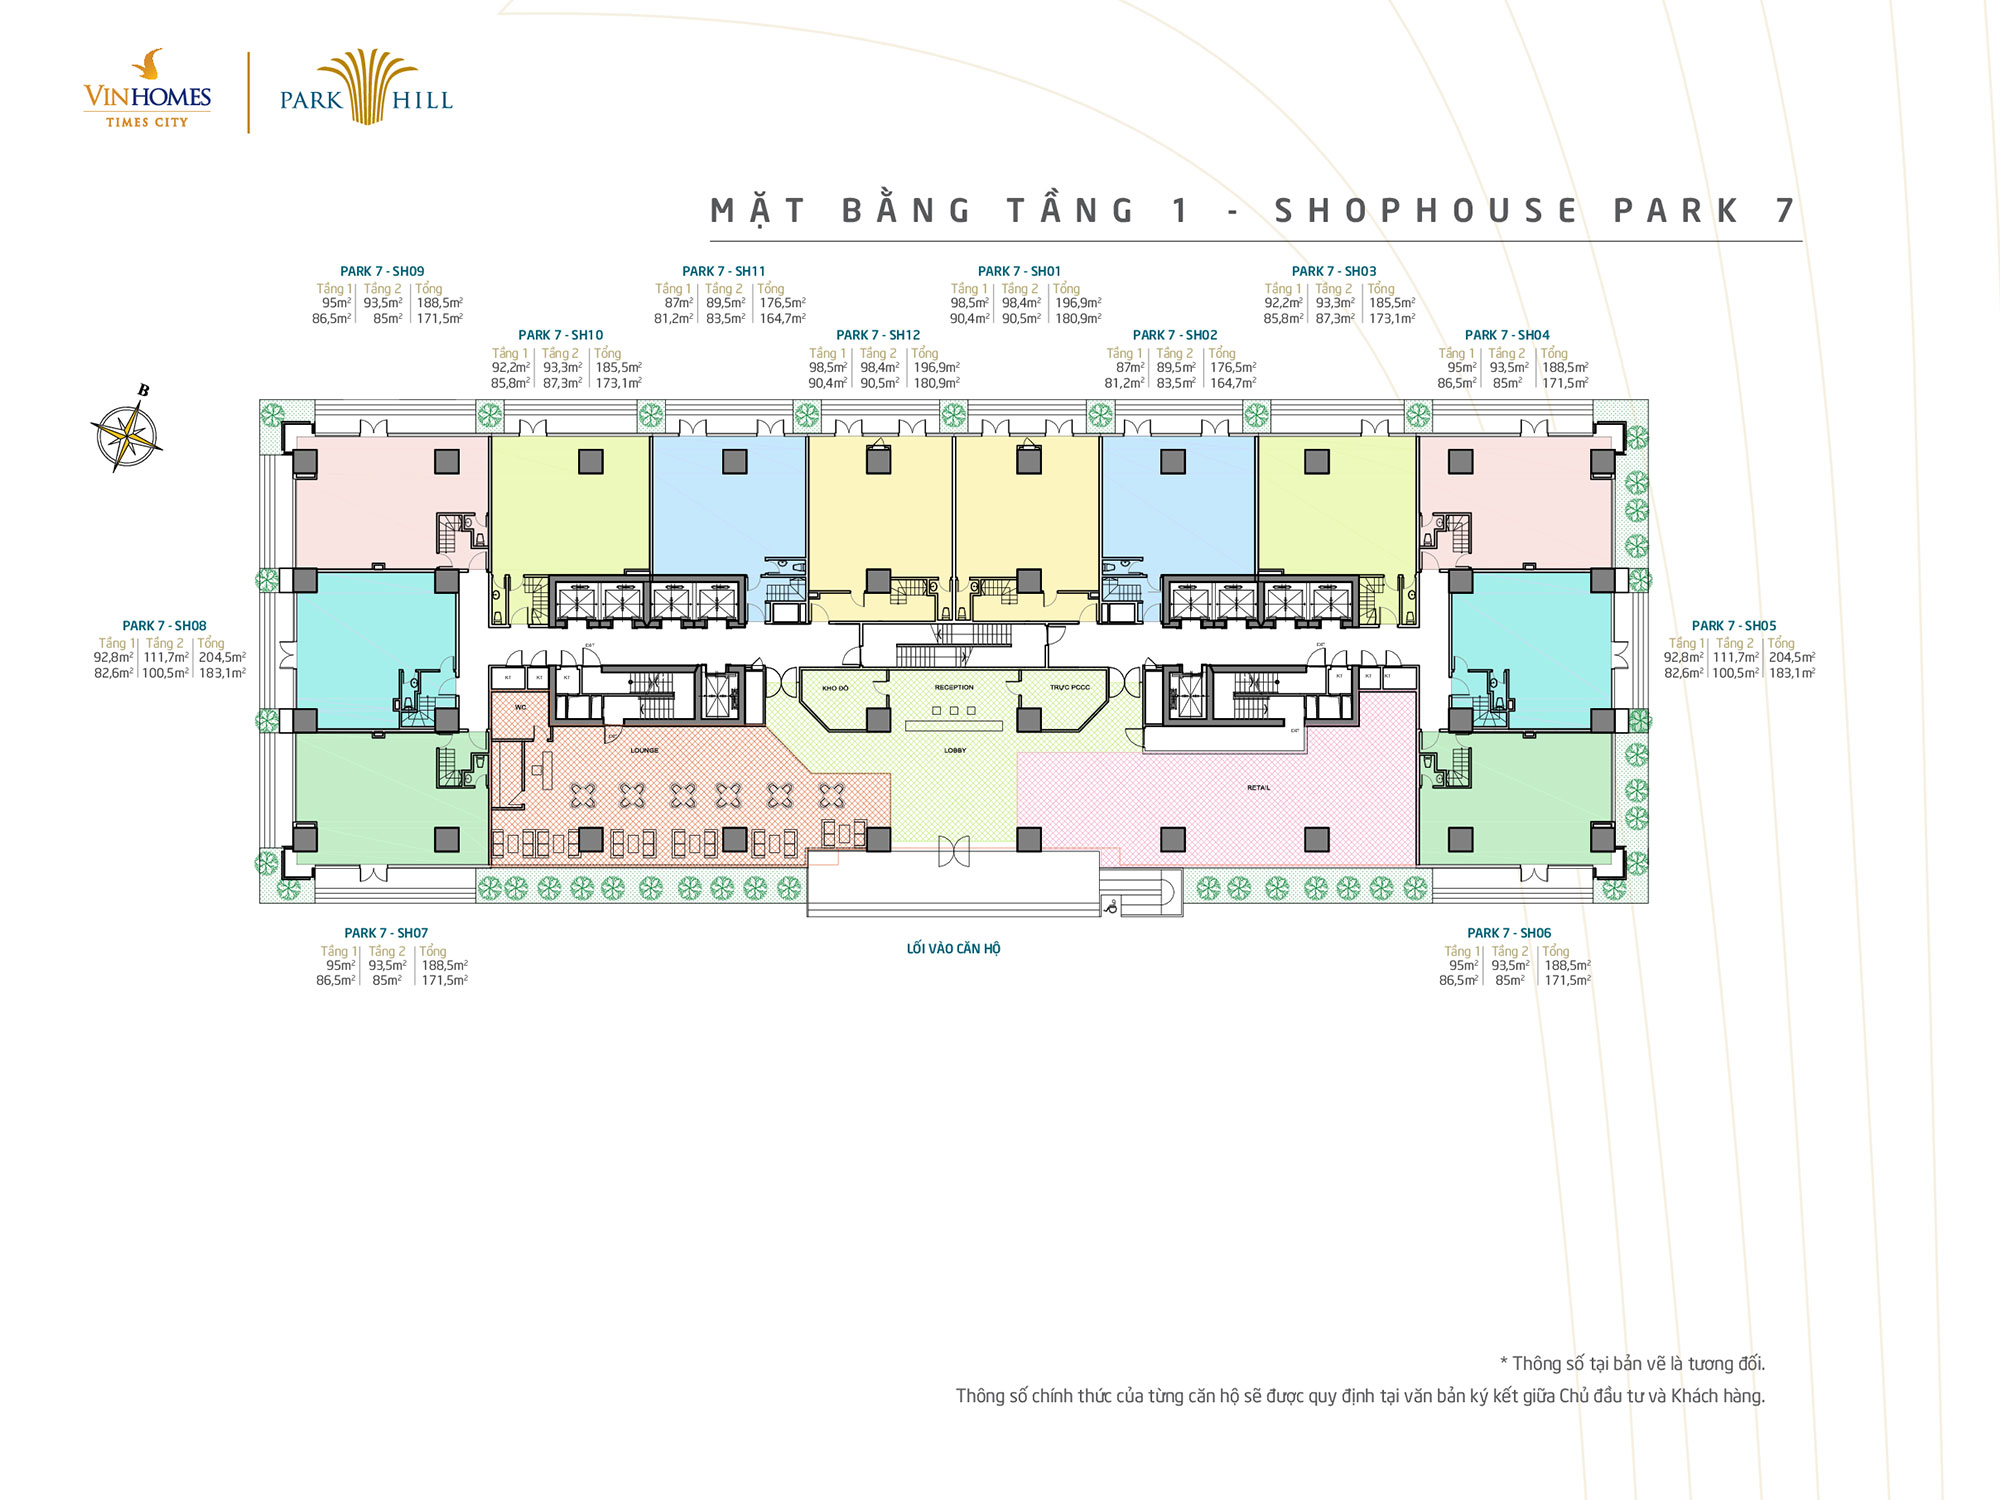 VINHOMES
TIMES CITY
PARK HILL
MẶT BẰNG TẦNG 1 - SHOPHOUSE PARK 7
PARK 7 - SH09
Tầng 1 Tầng 2 Tổng
95m² 93,5m² 188,5m²
86,5m² 85m² 171,5m²
PARK 7 - SH11
Tầng 1 Tầng 2 Tổng
87m² 89,5m² 176,5m²
81,2m² 83,5m² 164,7m²
PARK 7 - SH01
Tầng 1 Tầng 2 Tổng
98,5m² 98,4m² 196,9m²
90,4m² 90,5m² 180,9m²
PARK 7 - SH03
Tầng 1 Tầng 2 Tổng
92,2m² 93,3m² 185,5m²
85,8m² 87,3m² 173,1m²
PARK 7 - SH10
Tầng 1 Tầng 2 Tổng
92,2m² 93,3m² 185,5m²
85,8m² 87,3m² 173,1m²
PARK 7 - SH12
Tầng 1 Tầng 2 Tổng
98,5m² 98,4m² 196,9m²
90,4m² 90,5m² 180,9m²
PARK 7 - SH02
Tầng 1 Tầng 2 Tổng
87m² 89,5m² 176,5m²
81,2m² 83,5m² 164,7m²
PARK 7 - SH04
Tầng 1 Tầng 2 Tổng
95m² 93,5m² 188,5m²
86,5m² 85m² 171,5m²
B
PARK 7 - SH08
Tầng 1 Tầng 2 Tổng
92,8m² 111,7m² 204,5m²
82,6m² 100,5m² 183,1m²
PARK 7 - SH05
Tầng 1 Tầng 2 Tổng
92,8m² 111,7m² 204,5m²
82,6m² 100,5m² 183,1m²
EXIT
EXIT
KT KT KT
KT KT KT
KHO ĐỒ
RECEPTION
TRỰC PCCC
WC
EXIT
EXIT
LOUNGE
LOBBY
RETAIL
PARK 7 - SH07
Tầng 1 Tầng 2 Tổng
95m² 93,5m² 188,5m²
86,5m² 85m² 171,5m²
LỐI VÀO CĂN HỘ
PARK 7 - SH06
Tầng 1 Tầng 2 Tổng
95m² 93,5m² 188,5m²
86,5m² 85m² 171,5m²
* Thông số tại bản vẽ là tương đối.
Thông số chính thức của từng căn hộ sẽ được quy định tại văn bản ký kết giữa Chủ đầu tư và Khách hàng.